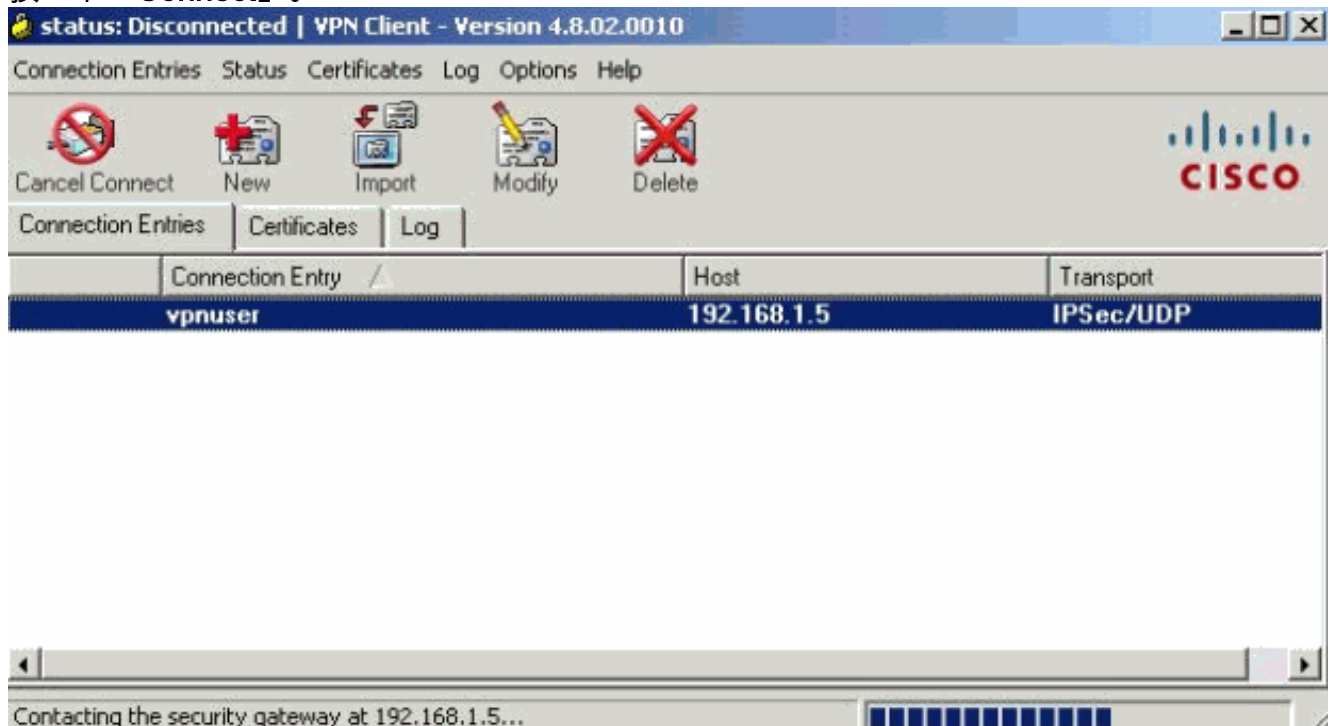 status: Disconnected | VPN Client - Version 4.8.02.0010
Connection Entries Status Certificates Log Options Help
Cancel Connect New Import Modify Delete
CISCO
Connection Entries Certificates Log
Connection Entry Host Transport
vpnuser 192.168.1.5 IPSec/UDP
Contacting the security gateway at 192.168.1.5...